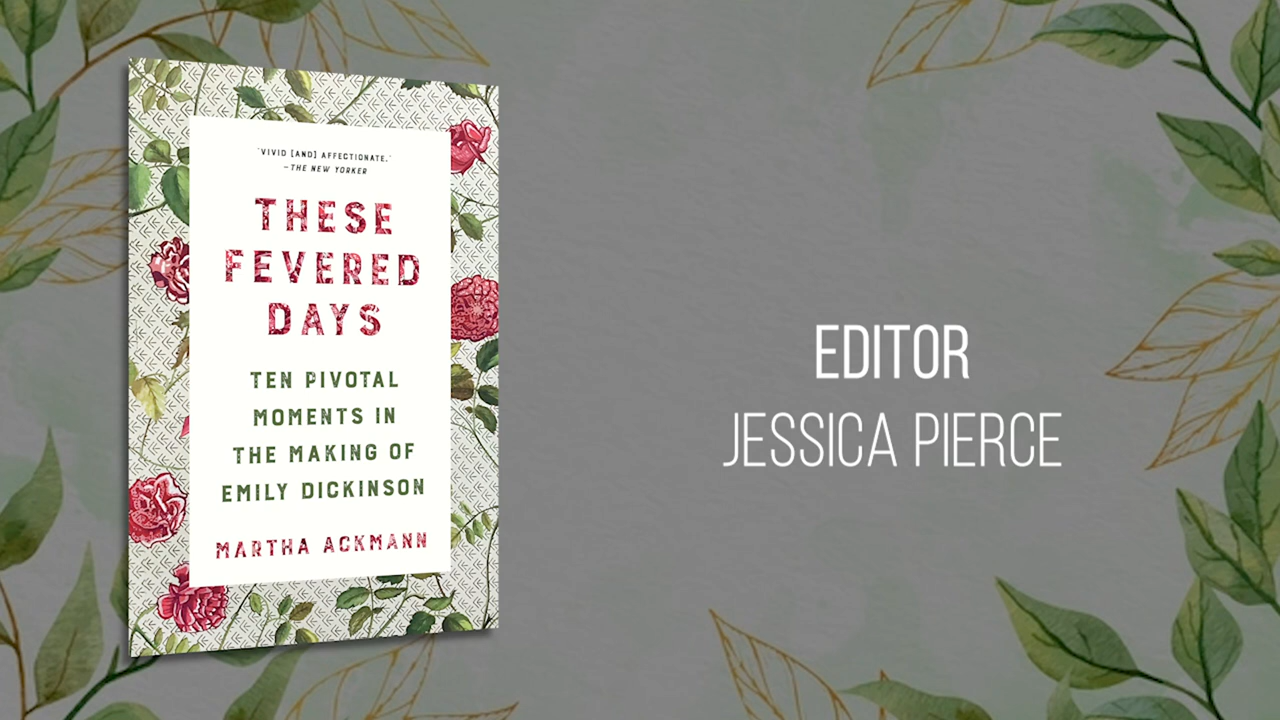 'VIVID [AND] AFFECTIONATE.'
—THE NEW YORKER
THESE
FEVERED
DAYS
TEN PIVOTAL
MOMENTS IN
THE MAKING OF
EMILY DICKINSON
MARTHA ACKMANN
EDITOR
JESSICA PIERCE